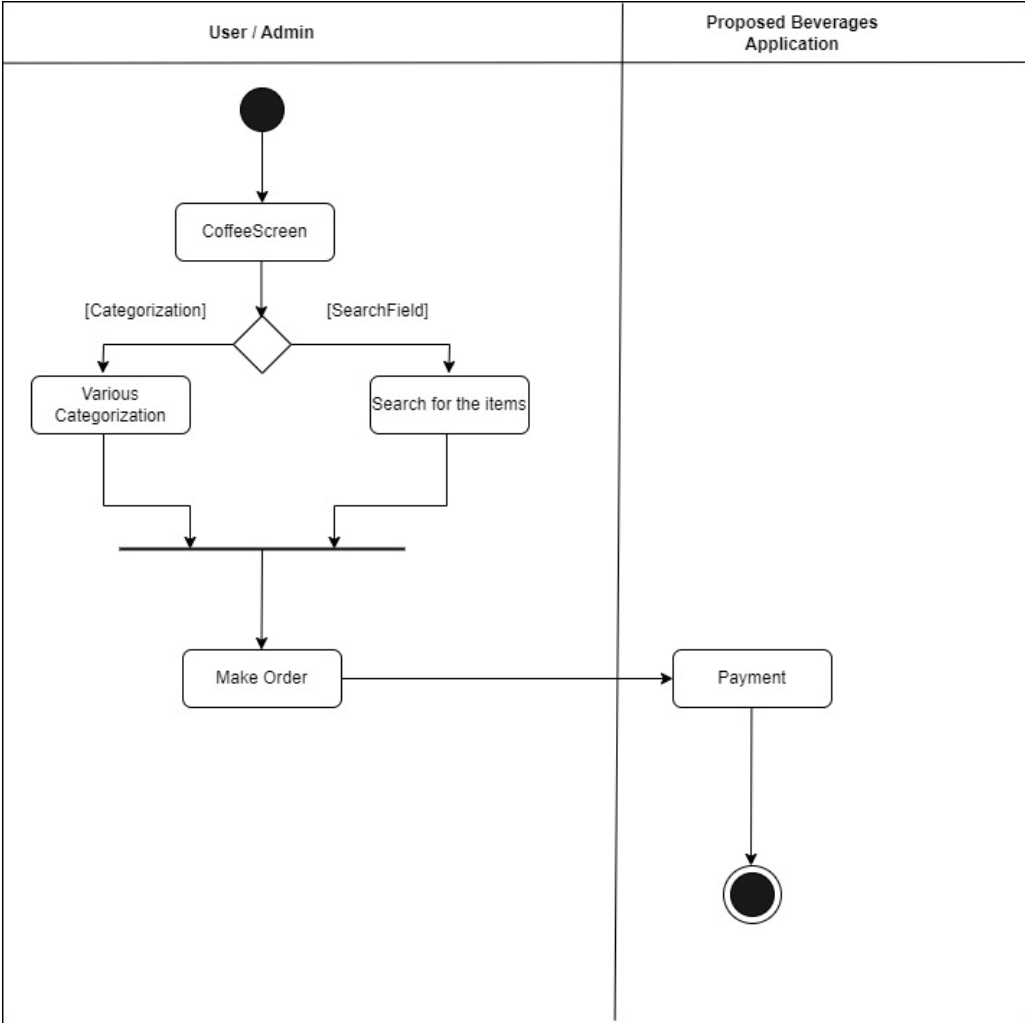 User / Admin
Proposed Beverages
Application
CoffeeScreen
[Categorization]
[SearchField]
Various
Categorization
Search for the items
Make Order
Payment